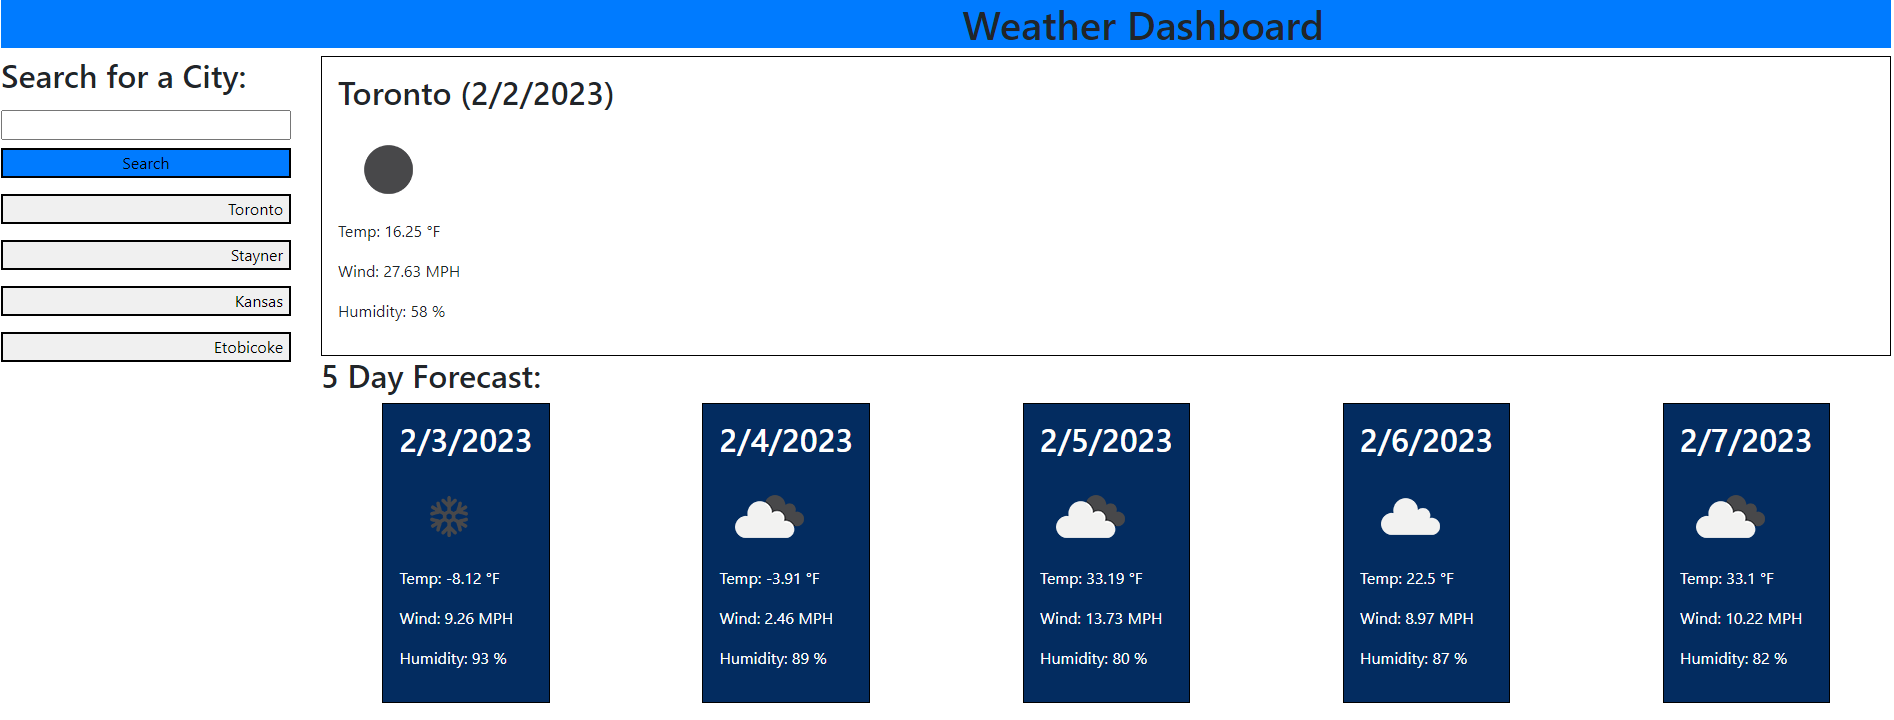 Weather Dashboard
Search for a City:
Search
Toronto
Stayner
Kansas
Etobicoke
Toronto (2/2/2023)
Temp: 16.25 °F
Wind: 27.63 MPH
Humidity: 58 %
5 Day Forecast:
2/3/2023
Temp: -8.12 °F
Wind: 9.26 MPH
Humidity: 93 %
2/4/2023
Temp: -3.91 °F
Wind: 2.46 MPH
Humidity: 89 %
2/5/2023
Temp: 33.19 °F
Wind: 13.73 MPH
Humidity: 80 %
2/6/2023
Temp: 22.5 °F
Wind: 8.97 MPH
Humidity: 87 %
2/7/2023
Temp: 33.1 °F
Wind: 10.22 MPH
Humidity: 82 %